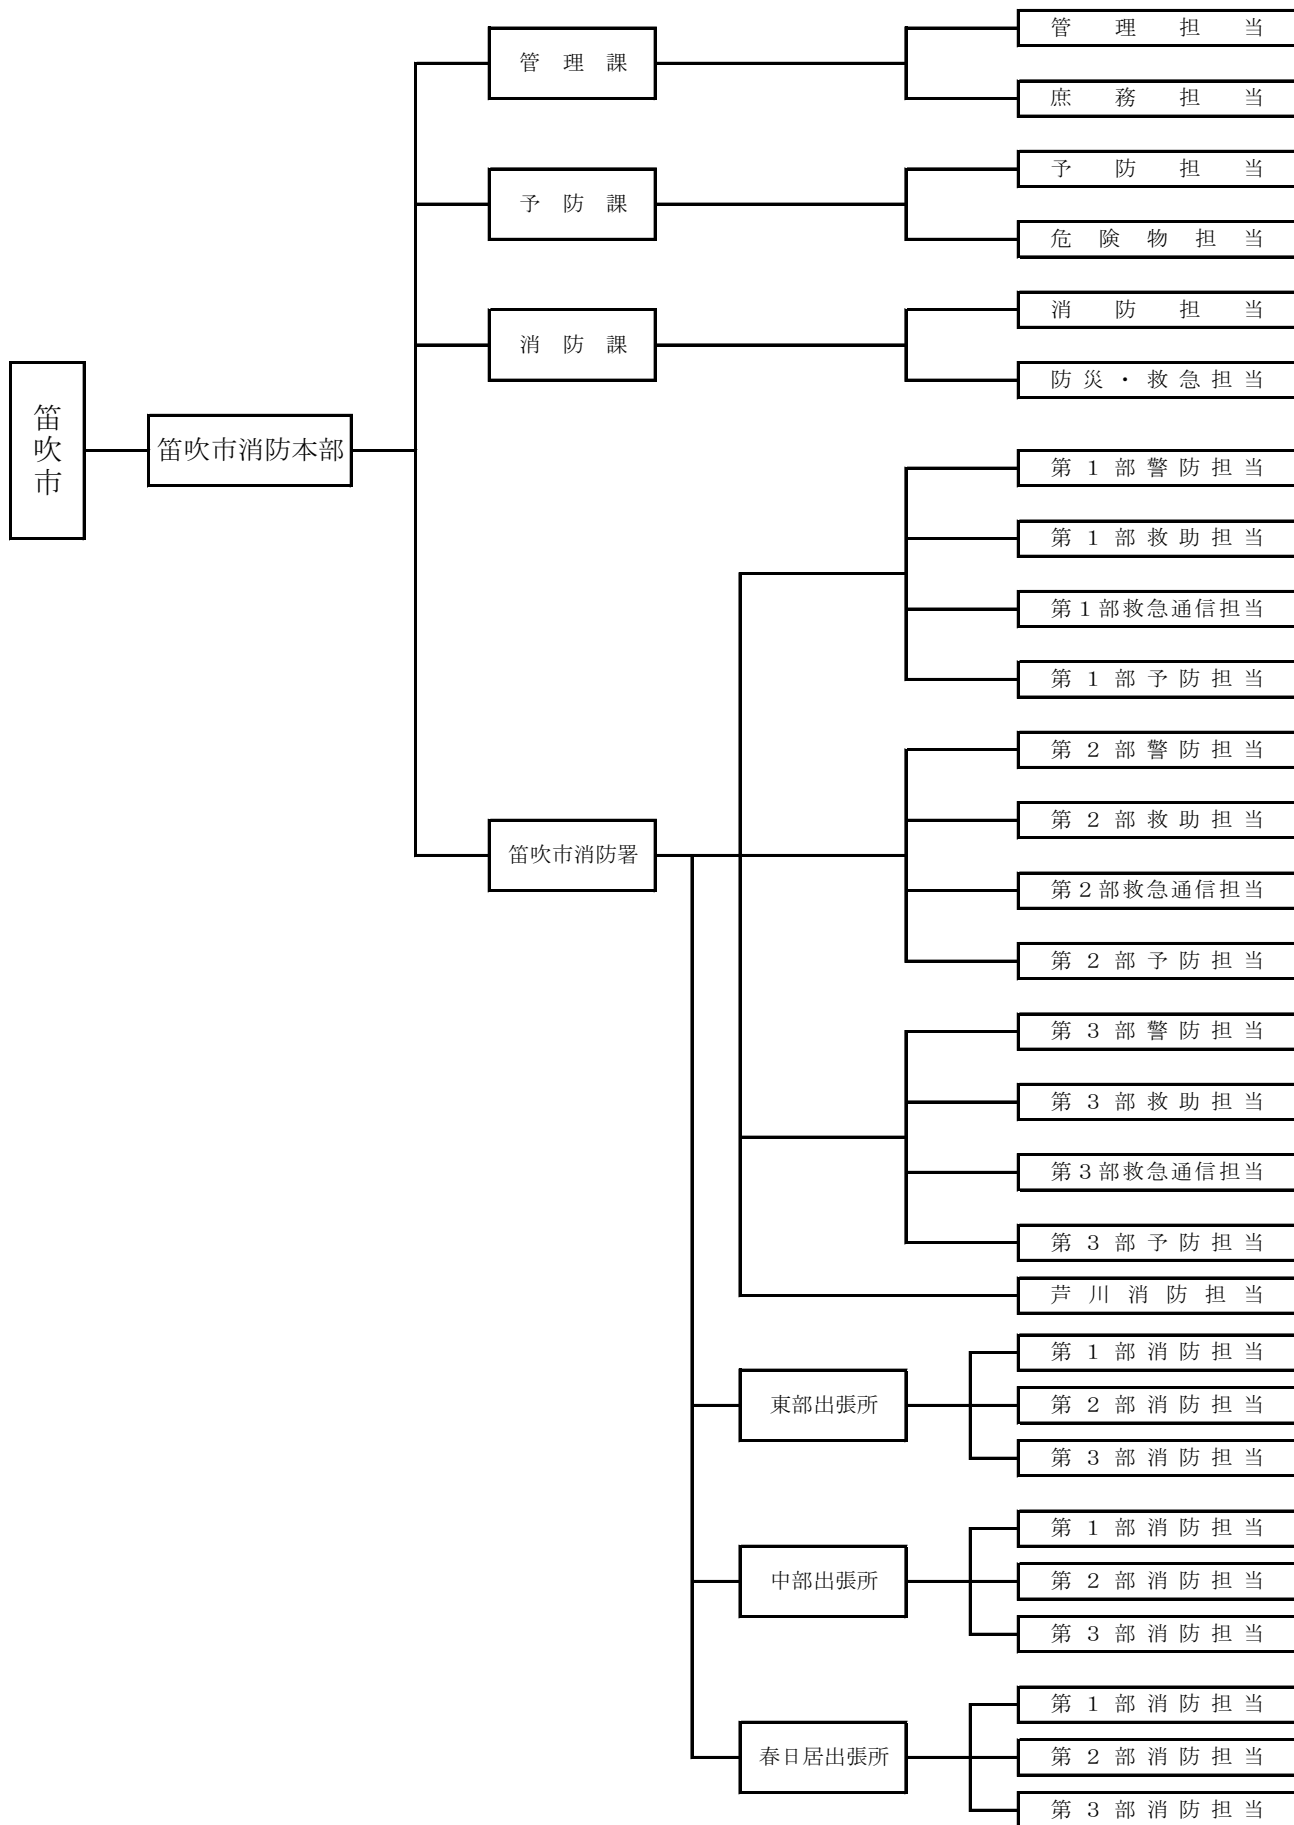 笛吹市
笛吹市消防本部
管理課
管理担当
庶務担当
予防課
予防担当
危険物担当
消防課
消防担当
防災・救急担当
笛吹市消防署
第1部警防担当
第1部救助担当
第1部救急通信担当
第1部予防担当
第2部警防担当
第2部救助担当
第2部救急通信担当
第2部予防担当
第3部警防担当
第3部救助担当
第3部救急通信担当
第3部予防担当
芦川消防担当
東部出張所
第1部消防担当
第2部消防担当
第3部消防担当
中部出張所
第1部消防担当
第2部消防担当
第3部消防担当
春日居出張所
第1部消防担当
第2部消防担当
第3部消防担当